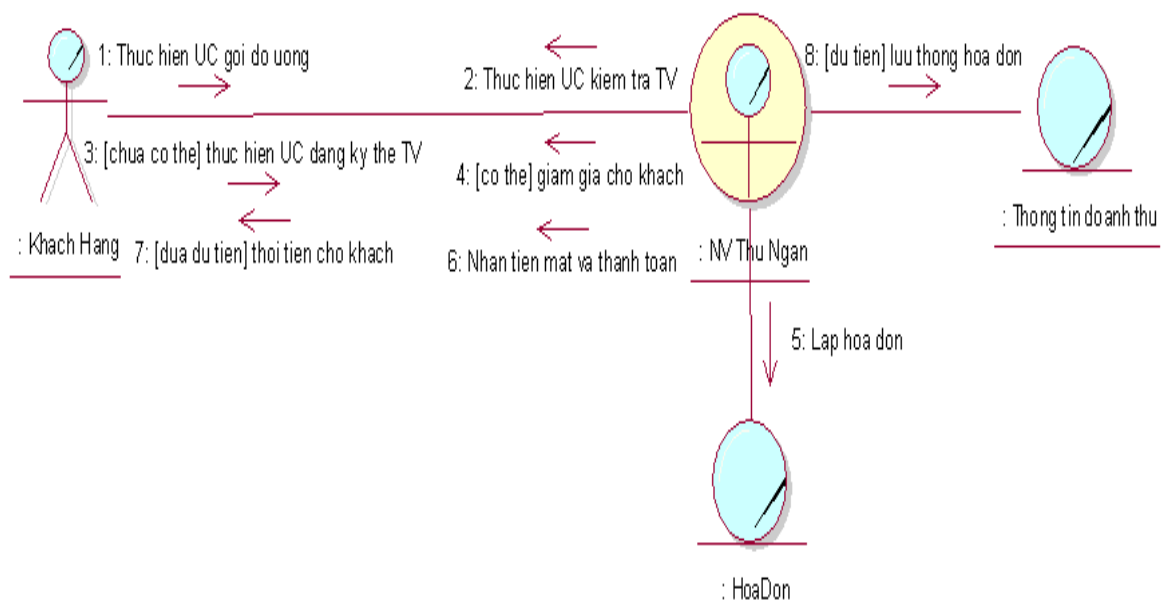 1: Thuc hien UC goi do uong
2: Thuc hien UC kiem tra TV
8: [du tien] luu thong hoa don
3: [chua co the] thuc hien UC dang ky the TV
4: [co the] giam gia cho khach
: Khach Hang
7: [dua du tien] thoi tien cho khach
6: Nhan tien mat va thanh toan
: NV Thu Ngan
: Thong tin doanh thu
5: Lap hoa don
: HoaDon